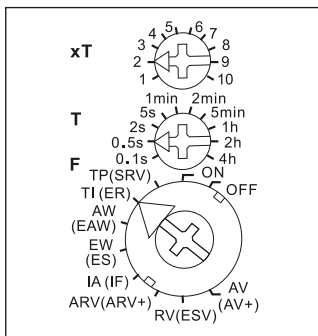 xT
1
2
3
4
5
6
7
8
9
10
T
0.1s
0.5s
2s
5s
1min
2min
5min
1h
2h
4h
F
ON
OFF
TP(SRV)
TI (ER)
AW
(EAW)
EW
(ES)
IA (IF)
ARV(ARV+)
RV(ESV)
AV
(AV+)